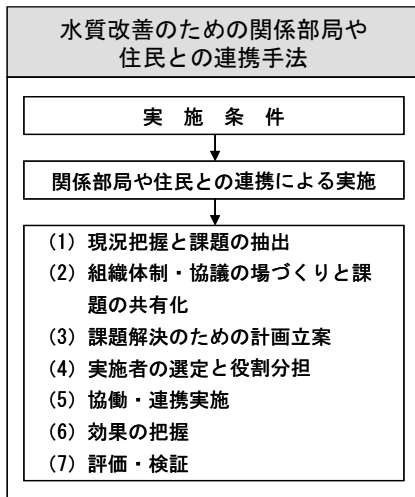 水質改善のための関係部局や
住民との連携手法
実 施 条 件
関係部局や住民との連携による実施
(1) 現況把握と課題の抽出
(2) 組織体制・協議の場づくりと課
題の共有化
(3) 課題解決のための計画立案
(4) 実施者の選定と役割分担
(5) 協働・連携実施
(6) 効果の把握
(7) 評価・検証